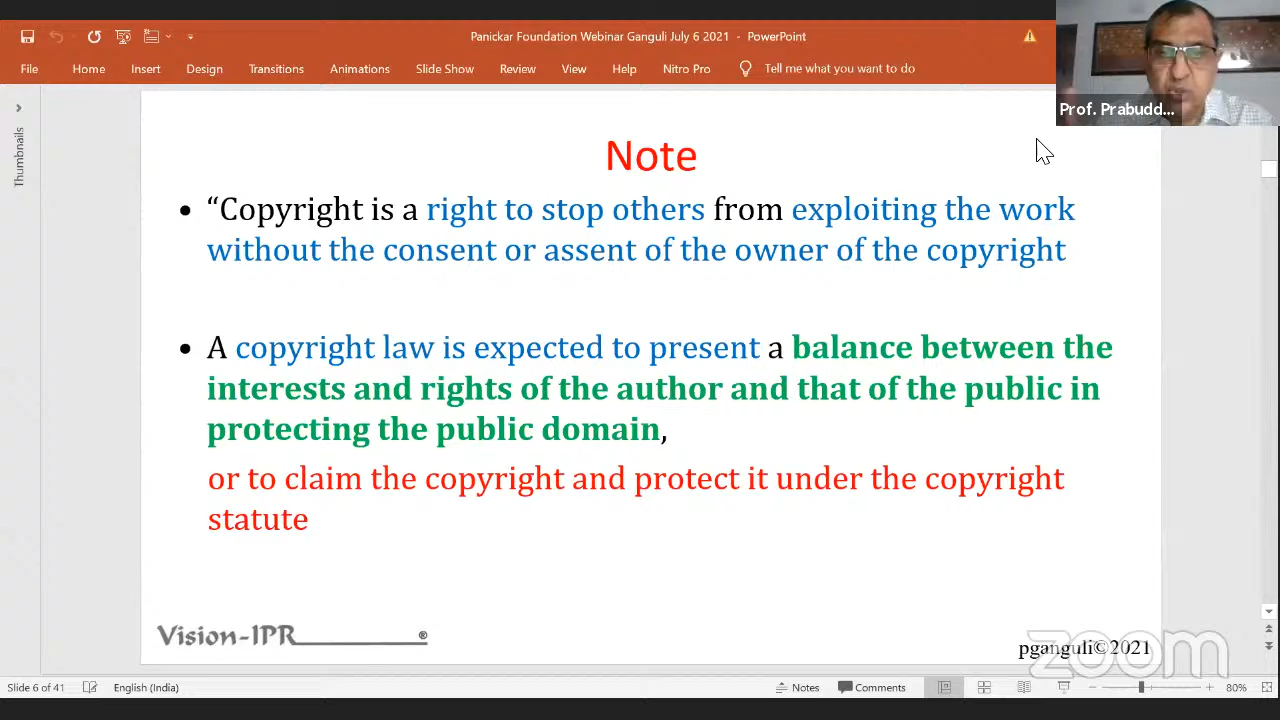 Panickar Foundation Webinar Ganguli July 6 2021 - PowerPoint
File Home Insert Design Transitions Animations Slide Show Review View Help Nitro Pro Tell me what you want to do
Prof. Prabudd...
Thumbnails
Note
• “Copyright is a right to stop others from exploiting the work
without the consent or assent of the owner of the copyright
• A copyright law is expected to present a balance between the
interests and rights of the author and that of the public in
protecting the public domain,
or to claim the copyright and protect it under the copyright
statute
Vision-IPR ®
pganguli©2021
zoom
Slide 6 of 41 English (India) Notes Comments 80%